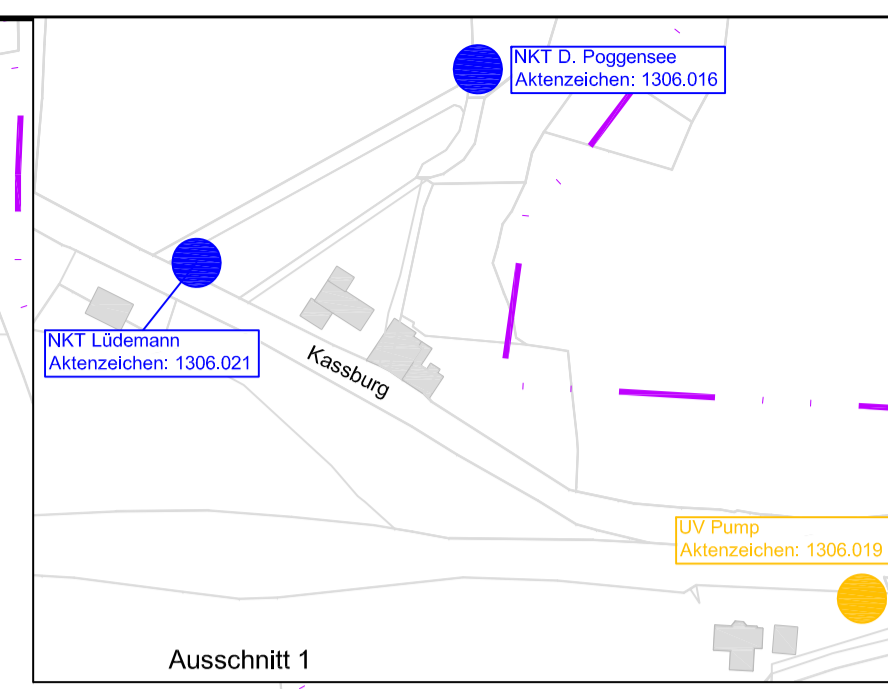 NKT D. Poggensee
Aktenzeichen: 1306.016
NKT Lüdemann
Aktenzeichen: 1306.021
Kassburg
UV Pump
Aktenzeichen: 1306.019
Ausschnitt 1